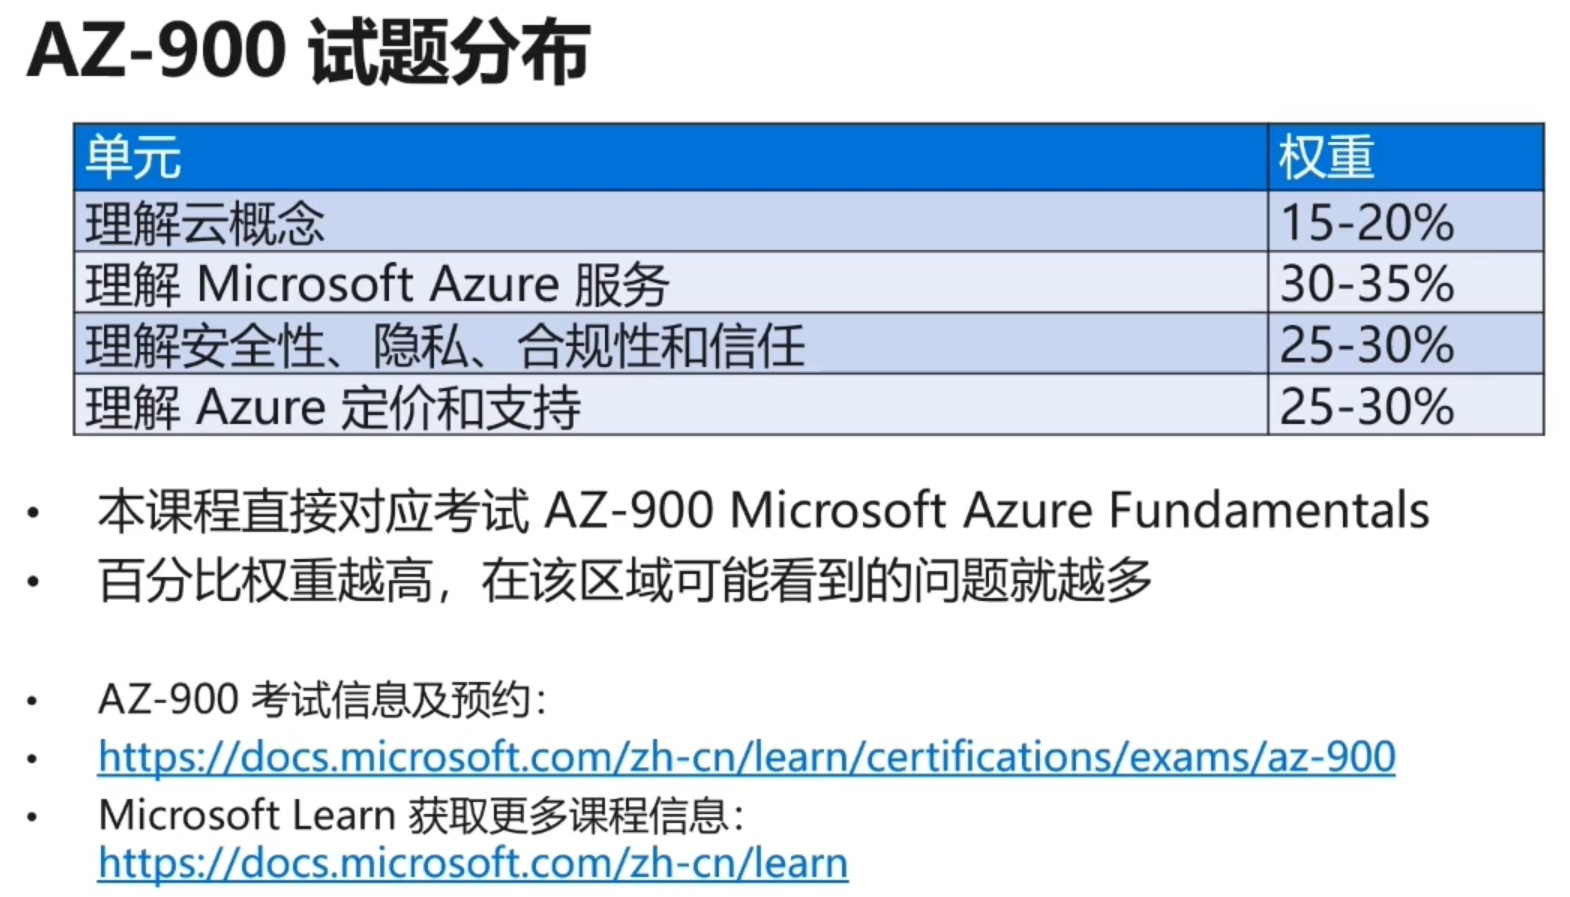 AZ-900 试题分布
单元 权重
理解云概念 15-20%
理解 Microsoft Azure 服务 30-35%
理解安全性、隐私、合规性和信任 25-30%
理解 Azure 定价和支持 25-30%
• 本课程直接对应考试 AZ-900 Microsoft Azure Fundamentals
• 百分比权重越高，在该区域可能看到的问题就越多
• AZ-900 考试信息及预约：
• https://docs.microsoft.com/zh-cn/learn/certifications/exams/az-900
• Microsoft Learn 获取更多课程信息：
https://docs.microsoft.com/zh-cn/learn